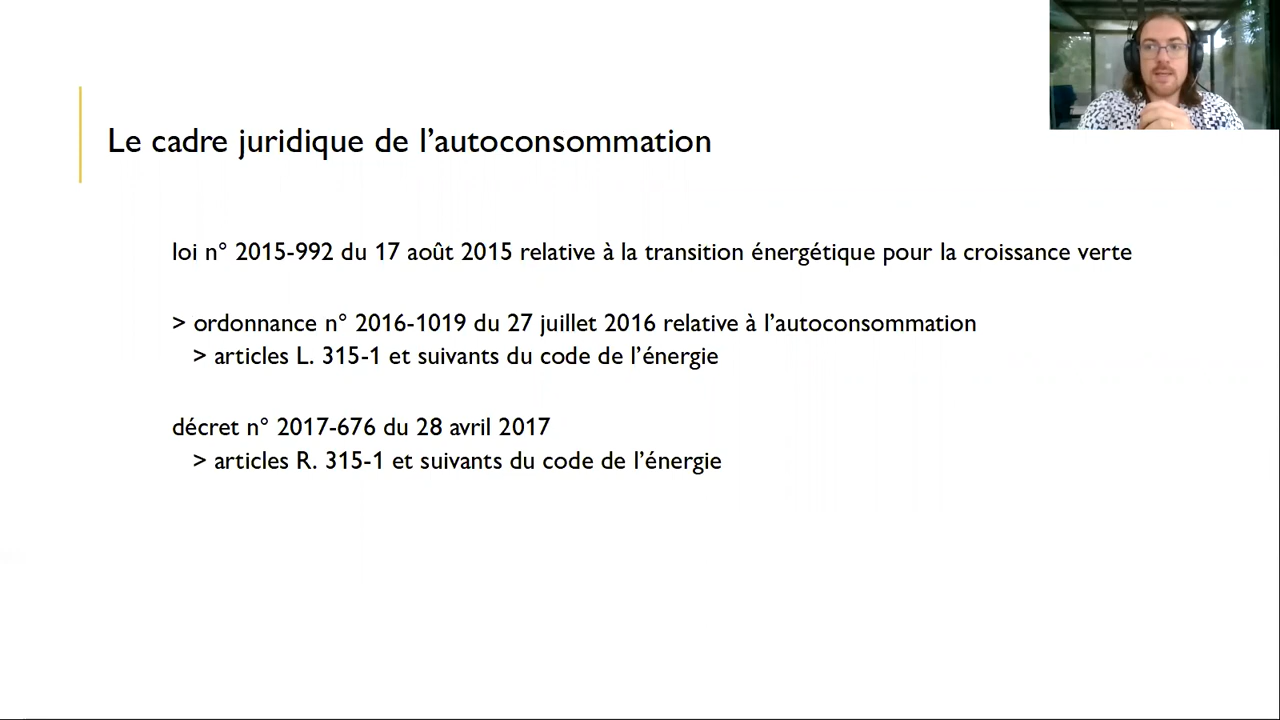 Le cadre juridique de l’autoconsommation
loi n° 2015-992 du 17 août 2015 relative à la transition énergétique pour la croissance verte
> ordonnance n° 2016-1019 du 27 juillet 2016 relative à l’autoconsommation
> articles L. 315-1 et suivants du code de l’énergie
décret n° 2017-676 du 28 avril 2017
> articles R. 315-1 et suivants du code de l’énergie